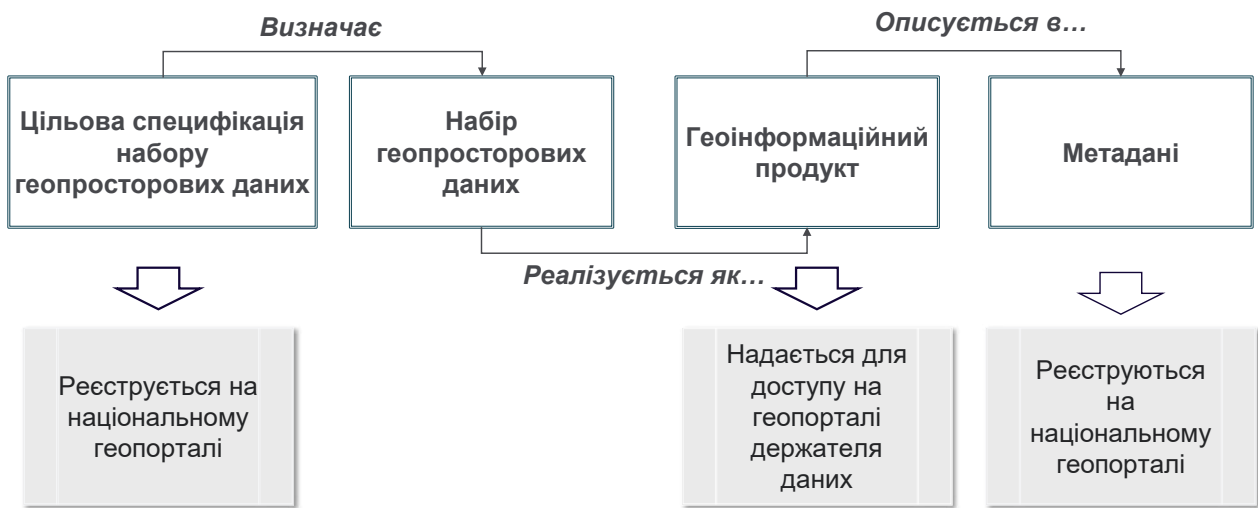 Визначає
Описується в…
Цільова специфікація
набору
геопросторових даних
Набір
геопросторових
даних
Геоінформаційний
продукт
Метадані
Реалізується як…
Реєструється на
національному
геопорталі
Надається для
доступу на
геопорталі
держателя
даних
Реєструються
на
національному
геопорталі